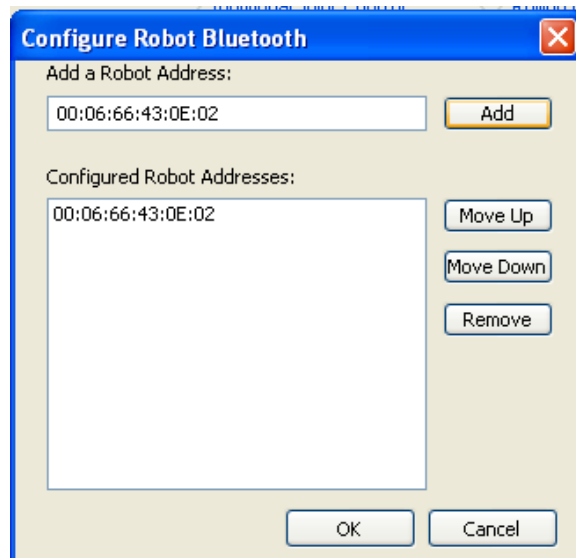 Configure Robot Bluetooth
Add a Robot Address:
00:06:66:43:0E:02
Add
Configured Robot Addresses:
00:06:66:43:0E:02
Move Up
Move Down
Remove
OK
Cancel